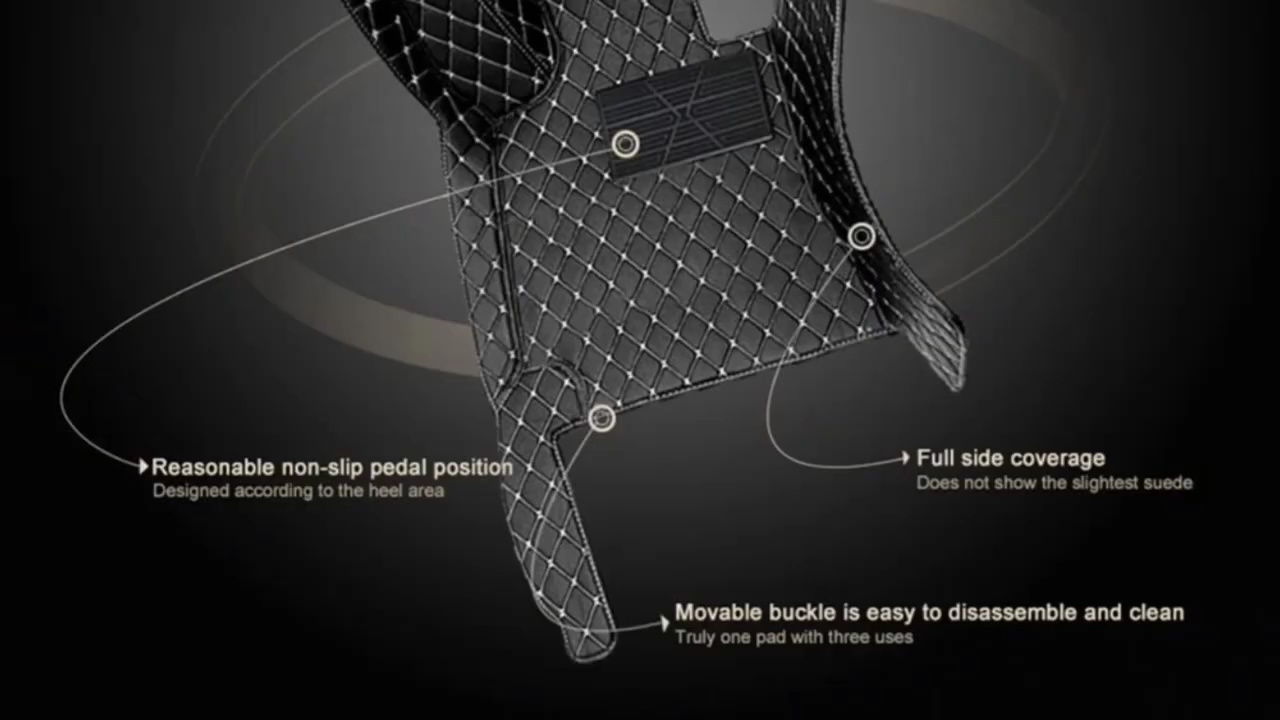 Reasonable non-slip pedal position
Designed according to the heel area
Full side coverage
Does not show the slightest suede
Movable buckle is easy to disassemble and clean
Truly one pad with three uses